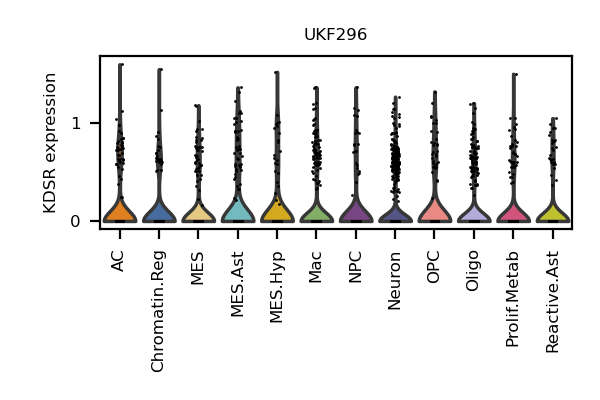 UKF296
KDSR expression
1
0
AC
Chromatin.Reg
MES
MES.Ast
MES.Hyp
Mac
NPC
Neuron
OPC
Oligo
Prolif.Metab
Reactive.Ast